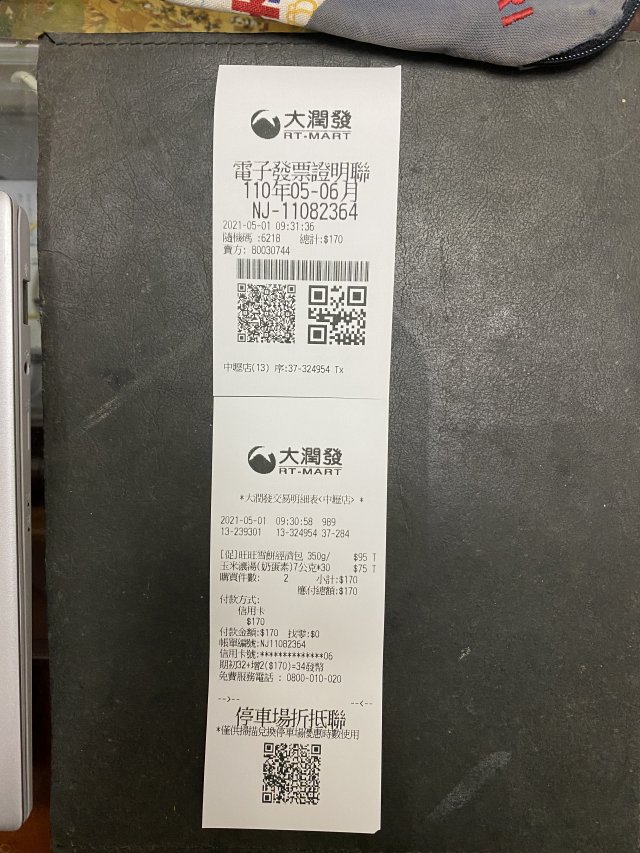 RI
大潤發
RT-MART
電子發票證明聯
110年05-06月
NJ-11082364
2021-05-01 09:31:36
隨機碼 :6218 總計:$170
賣方: 80030744
中壢店(13) 序:37-324954 Tx
大潤發
RT-MART
*大潤發交易明細表<中壢店> *
2021-05-01 09:30:58 989
13-239301 13-324954 37-284
[促]旺旺雪餅經濟包 350g/ $95 T
玉米濃湯(奶蛋素)7公克*30 $75 T
購買件數: 2 小計:$170
應付總額:$170
付款方式:
信用卡
$170
付款金額:$170 找零:$0
帳單編號:NJ11082364
信用卡號:**************06
期初32+增2($170)=34發幣
免費服務電話 : 0800-010-020
-->-- --<--
停車場折抵聯
*僅供掃描兌換停車場優惠時數使用